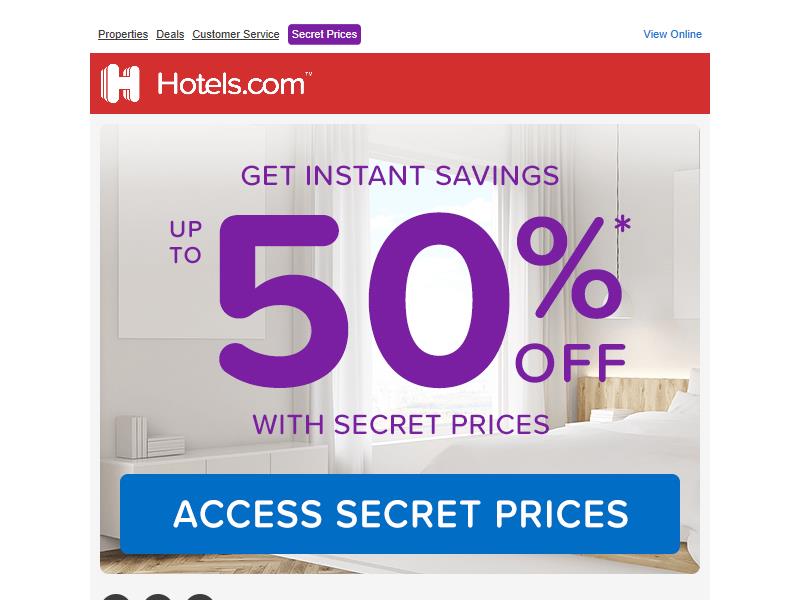 Properties Deals Customer Service Secret Prices View Online
Hotels.com™
GET INSTANT SAVINGS
UP TO 50%* OFF
WITH SECRET PRICES
ACCESS SECRET PRICES